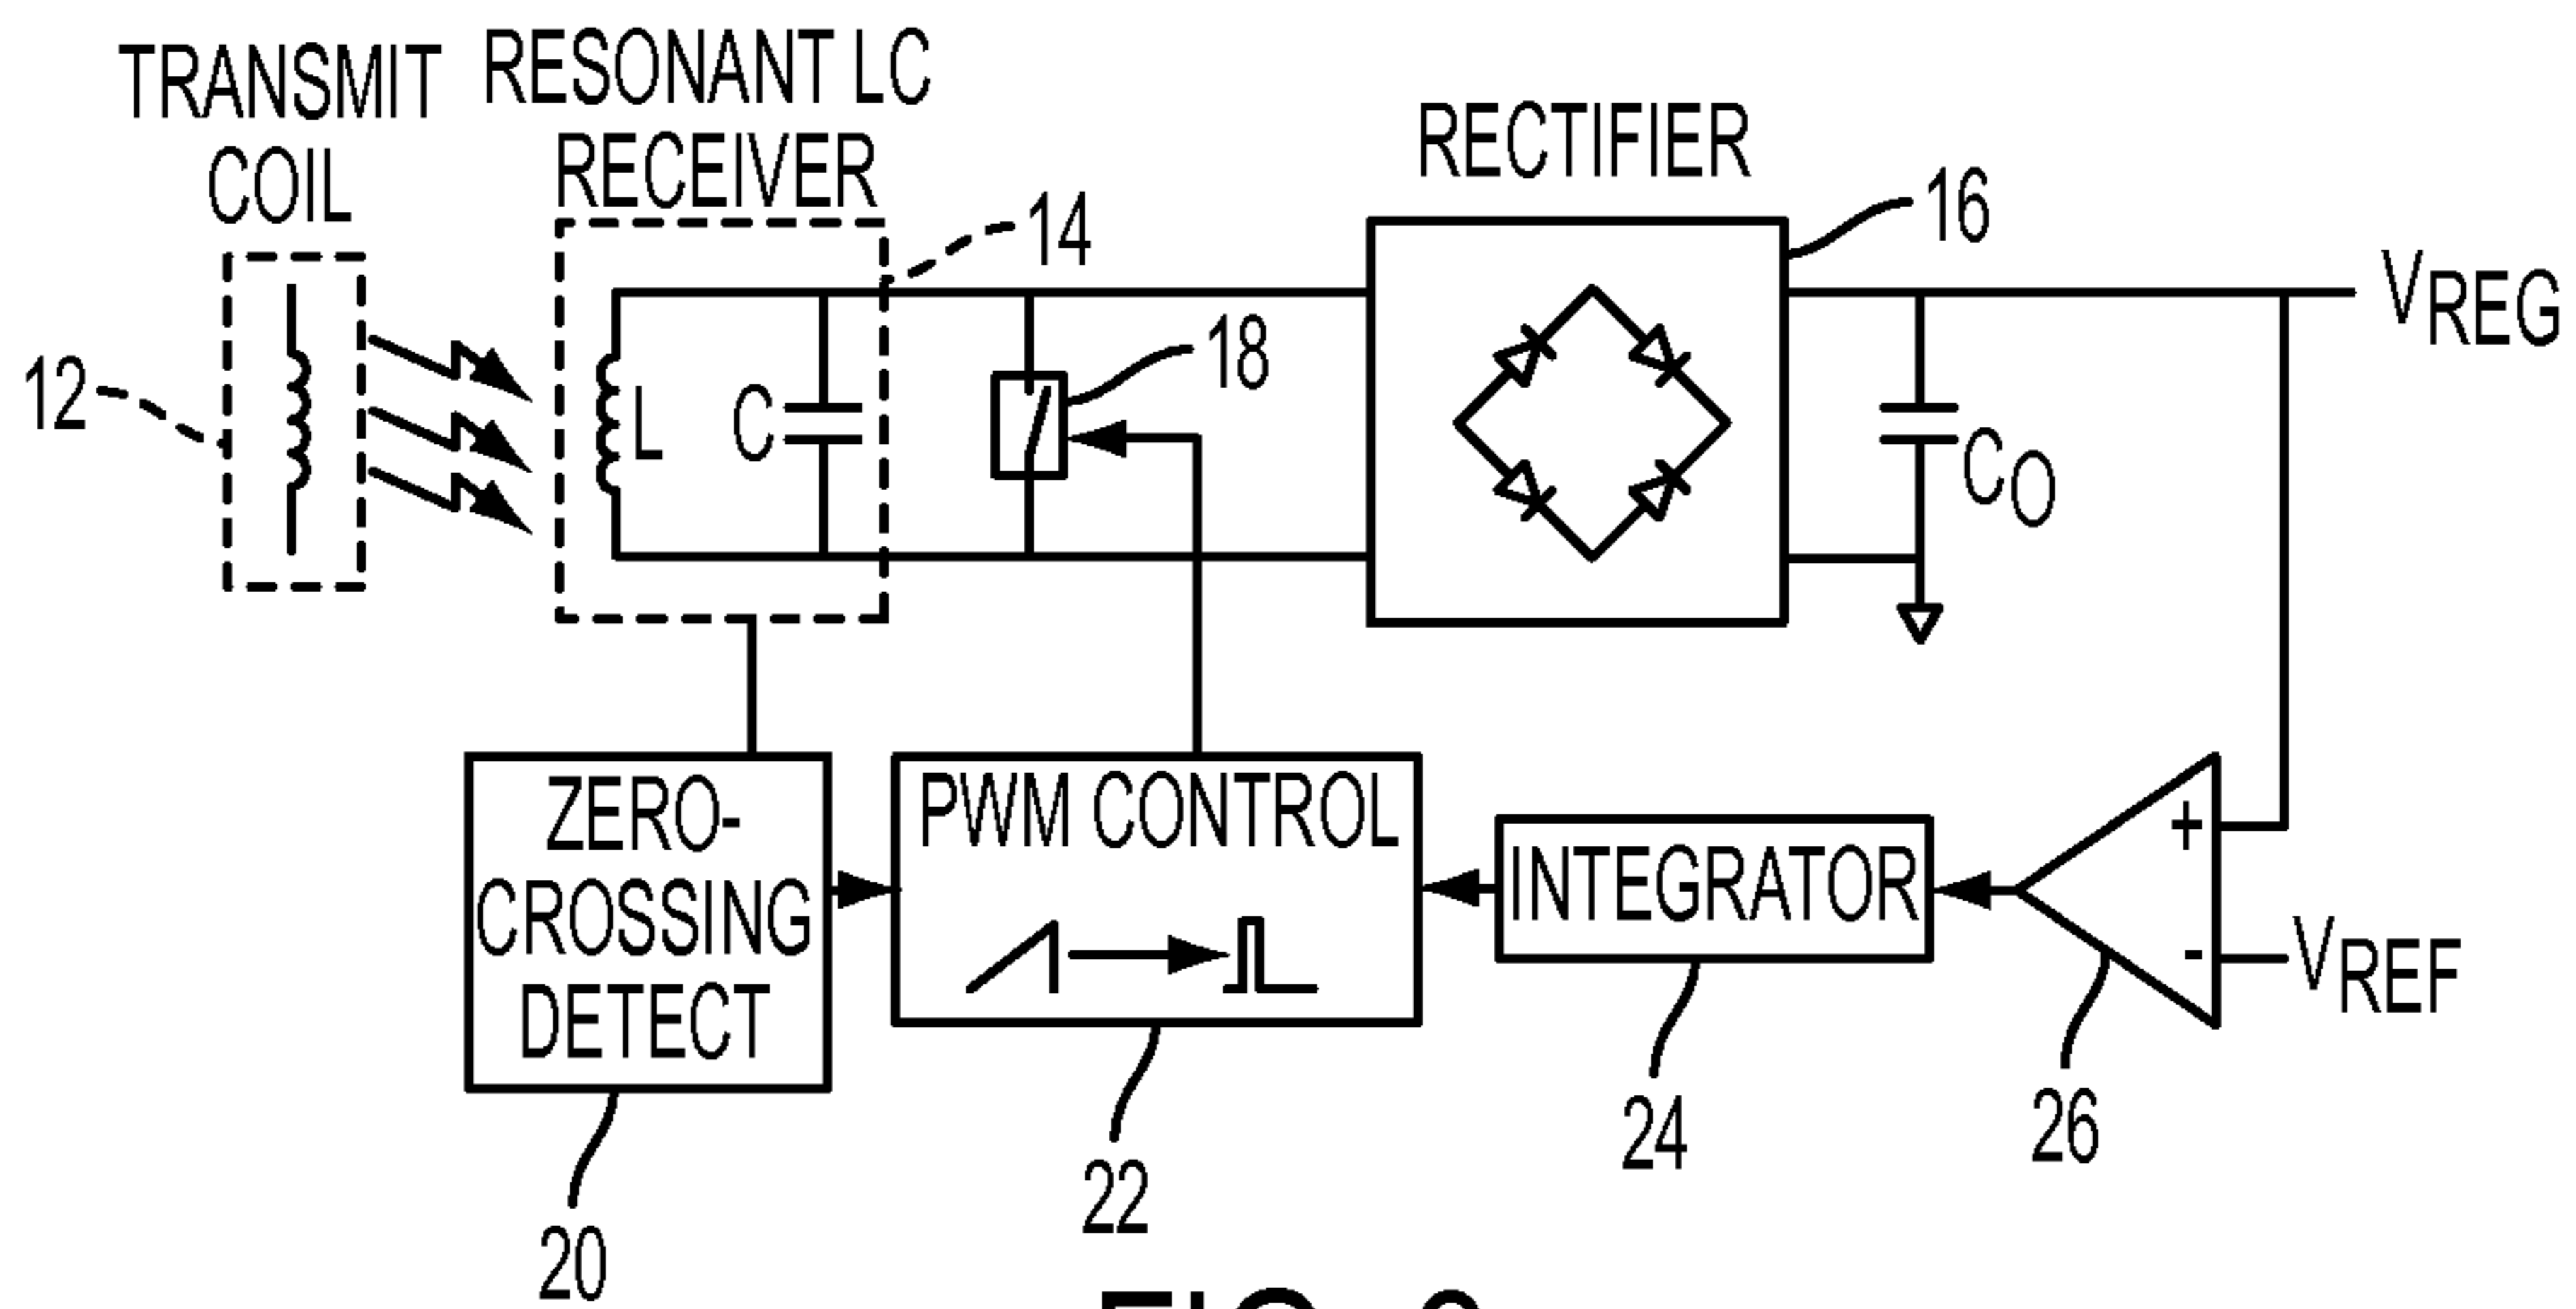 TRANSMIT
COIL
RESONANT LC
RECEIVER
RECTIFIER
12
14
16
18
L
C
CO
VREG
ZERO-
CROSSING
DETECT
PWM CONTROL
INTEGRATOR
+
-
VREF
20
22
24
26